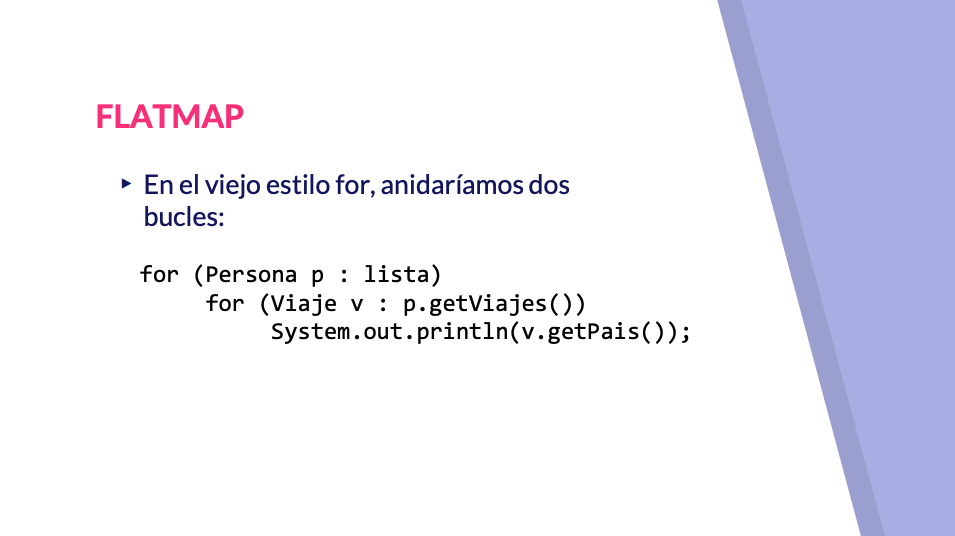 FLATMAP
▸ En el viejo estilo for, anidaríamos dos
bucles:
for (Persona p : lista)
for (Viaje v : p.getViajes())
System.out.println(v.getPais());